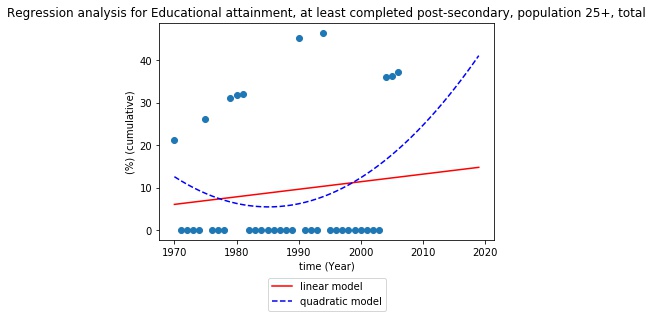 Regression analysis for Educational attainment, at least completed post-secondary, population 25+, total
(%) (cumulative)
40
30
20
10
0
1970 1980 1990 2000 2010 2020
time (Year)
linear model
quadratic model